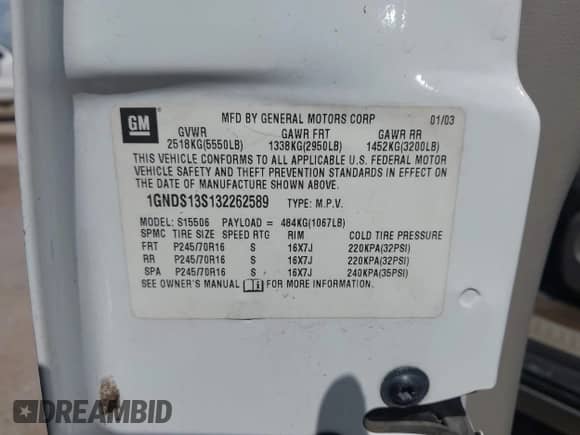 GM
MFD BY GENERAL MOTORS CORP 01/03
GVWR GAWR FRT GAWR RR
2518KG(5550LB) 1338KG(2950LB) 1452KG(3200LB)
THIS VEHICLE CONFORMS TO ALL APPLICABLE U.S. FEDERAL MOTOR
VEHICLE SAFETY AND THEFT PREVENTION STANDARDS IN EFFECT ON
THE DATE OF MANUFACTURE SHOWN ABOVE.
1GNDS13S132262589 TYPE: M.P.V.
MODEL: S15506 PAYLOAD = 484KG(1067LB)
SPMC TIRE SIZE SPEED RTG RIM COLD TIRE PRESSURE
FRT P245/70R16 S 16X7J 220KPA(32PSI)
RR P245/70R16 S 16X7J 220KPA(32PSI)
SPA P245/70R16 S 16X7J 240KPA(35PSI)
SEE OWNER'S MANUAL FOR MORE INFORMATION.
DREAMBID